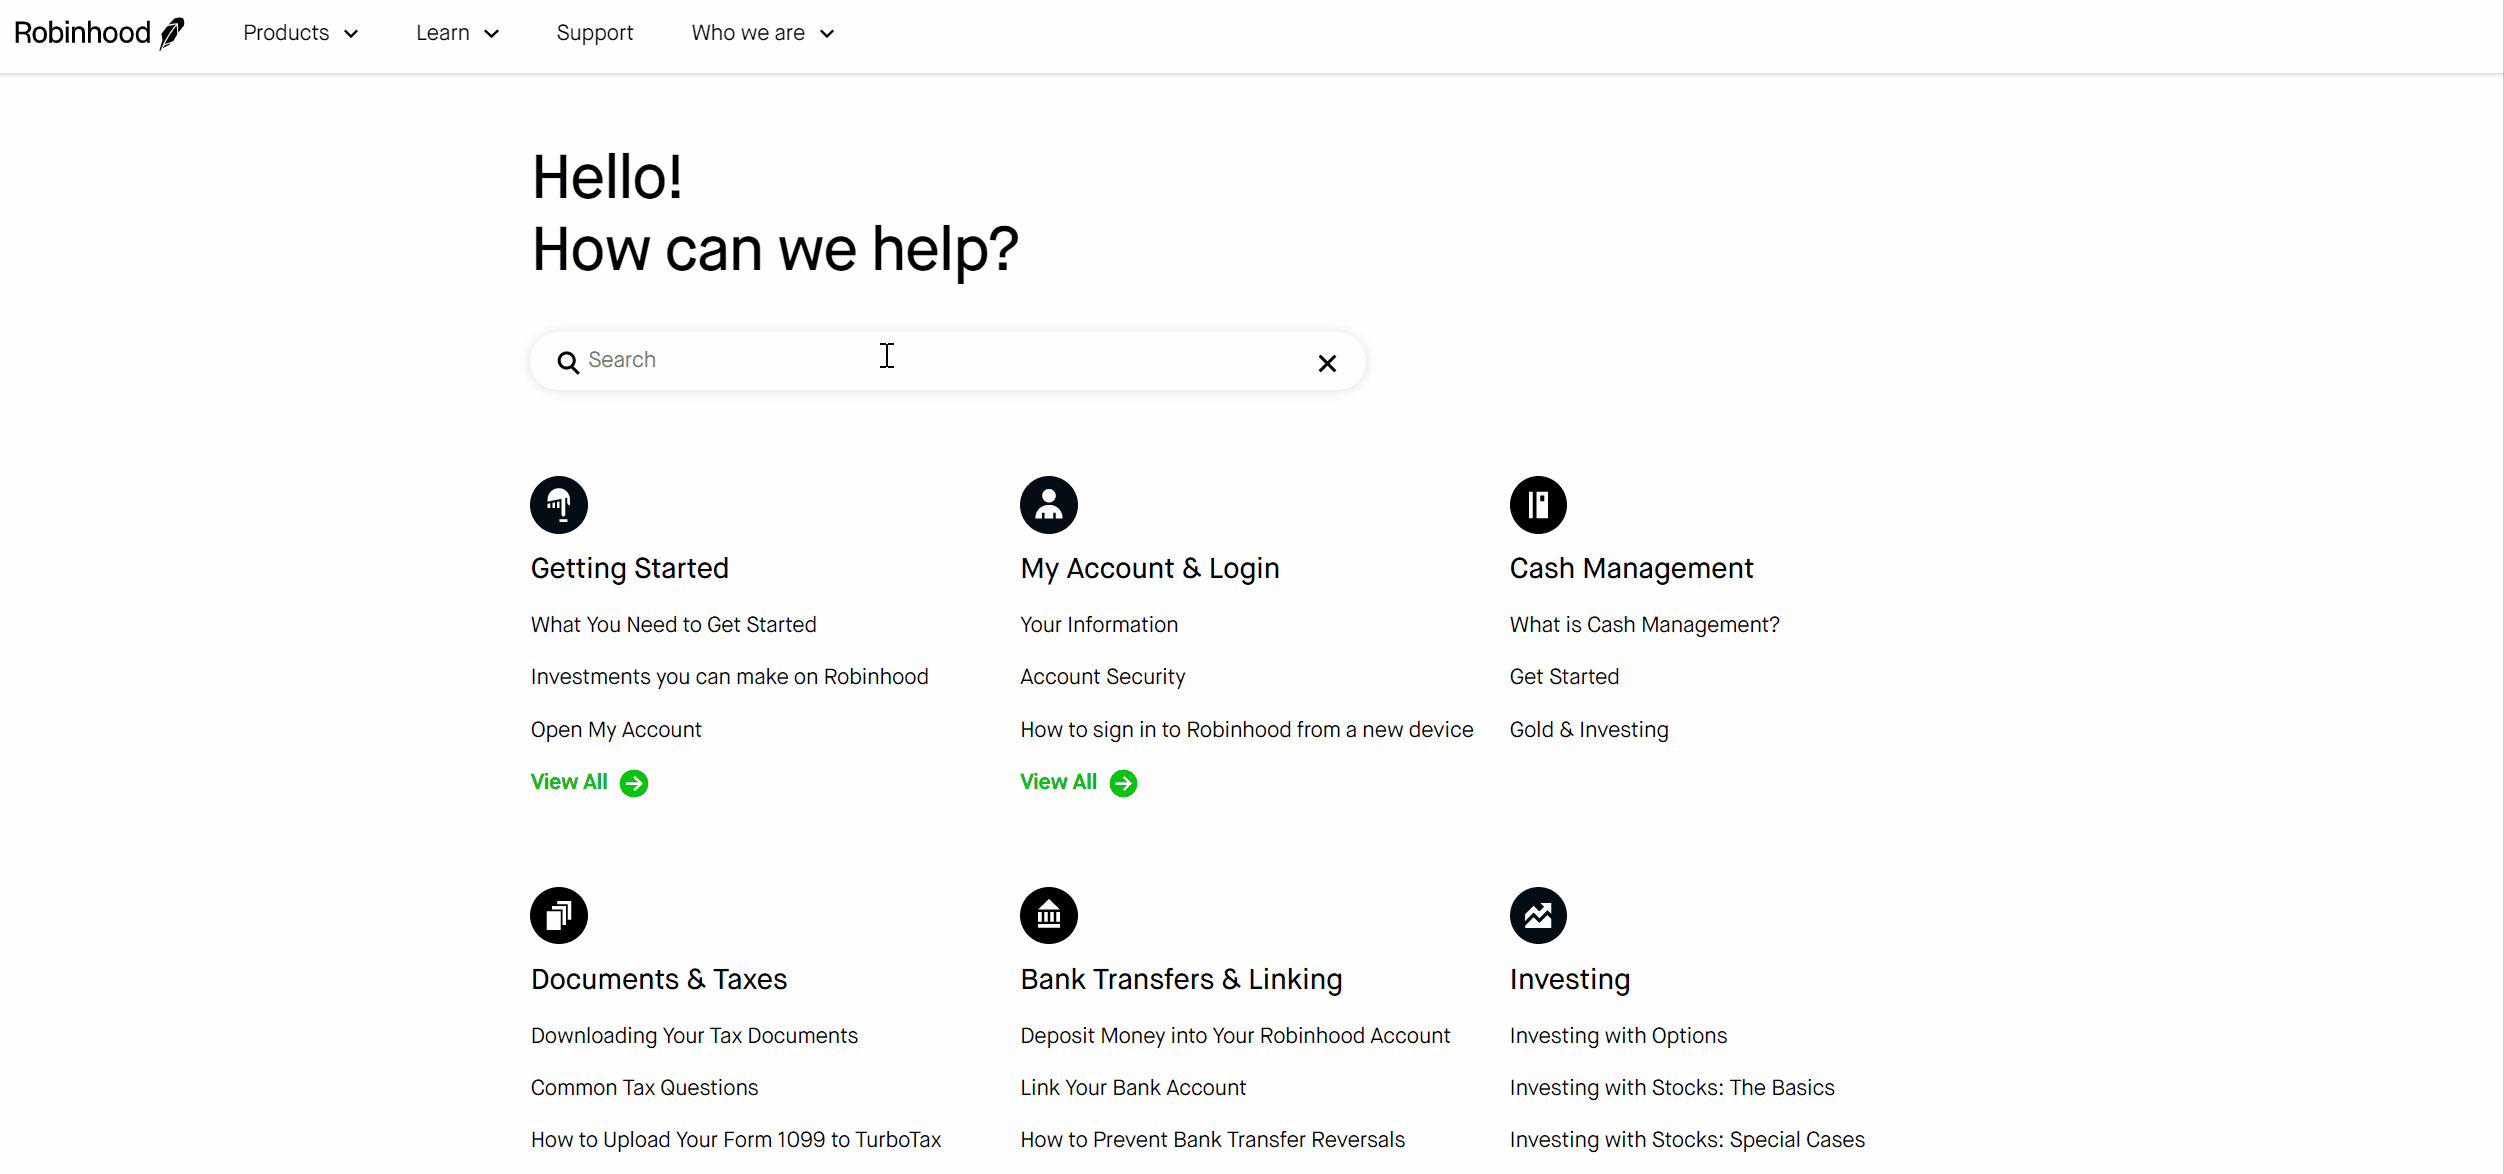 Robinhood
Products
Learn
Support
Who we are
Hello!
How can we help?
Search
Getting Started
What You Need to Get Started
Investments you can make on Robinhood
Open My Account
View All
My Account & Login
Your Information
Account Security
How to sign in to Robinhood from a new device
View All
Cash Management
What is Cash Management?
Get Started
Gold & Investing
Documents & Taxes
Downloading Your Tax Documents
Common Tax Questions
How to Upload Your Form 1099 to TurboTax
Bank Transfers & Linking
Deposit Money into Your Robinhood Account
Link Your Bank Account
How to Prevent Bank Transfer Reversals
Investing
Investing with Options
Investing with Stocks: The Basics
Investing with Stocks: Special Cases